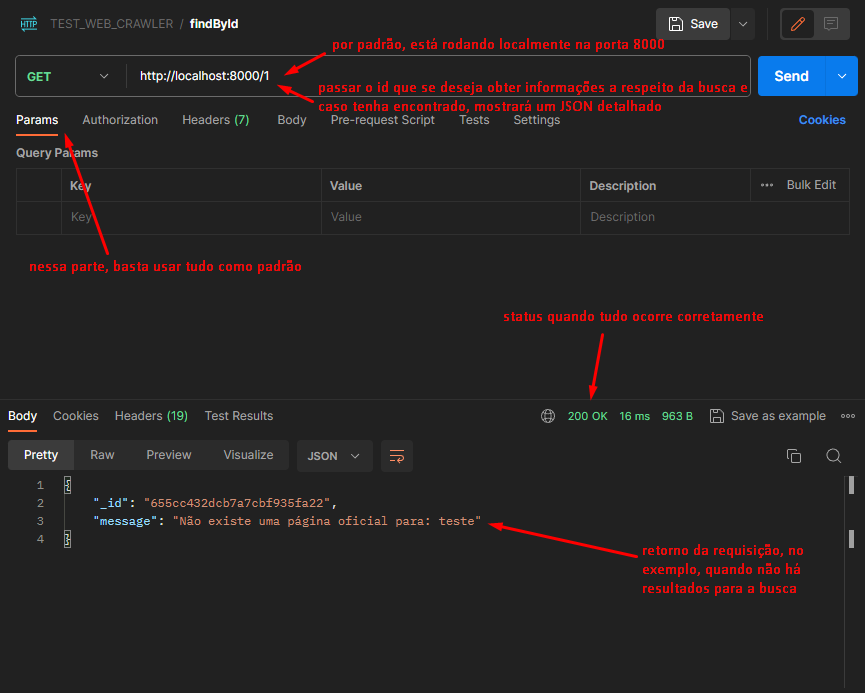 HTTP TEST_WEB_CRAWLER / findById Save
por padrão, está rodando localmente na porta 8000
GET http://localhost:8000/1 Send
passar o id que se deseja obter informações a respeito da busca e
caso tenha encontrado, mostrará um JSON detalhado
Params Authorization Headers (7) Body Pre-request Script Tests Settings Cookies
Query Params
Key Value Description ••• Bulk Edit
Key Value Description
nessa parte, basta usar tudo como padrão
status quando tudo ocorre corretamente
Body Cookies Headers (19) Test Results 200 OK 16 ms 963 B Save as example
Pretty Raw Preview Visualize JSON
1 {
2 "_id": "655cc432dcb7a7cbf935fa22",
3 "message": "Não existe uma página oficial para: teste"
4 }
retorno da requisição, no
exemplo, quando não há
resultados para a busca